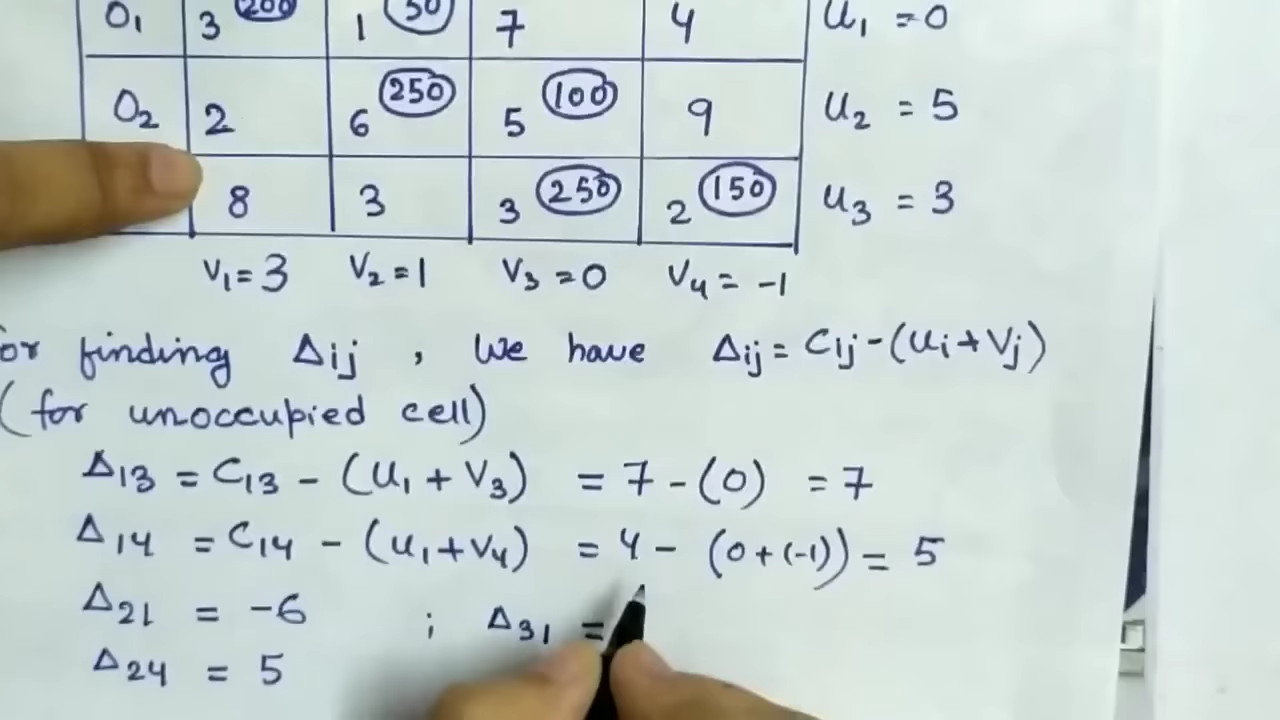 O₁ 3 200 1 50 7 4 u₁ = 0
O₂ 2 6 250 5 100 9 u₂ = 5
8 3 3 250 2 150 u₃ = 3
V₁ = 3 V₂ = 1 V₃ = 0 V₄ = -1
or finding Δij , We have Δij = Cij - (ui + Vj)
(for unoccupied cell)
Δ₁₃ = C₁₃ - (u₁ + V₃) = 7 - (0) = 7
Δ₁₄ = C₁₄ - (u₁ + V₄) = 4 - (0 + (-1)) = 5
Δ₂₁ = -6 ; Δ₃₁ =
Δ₂₄ = 5